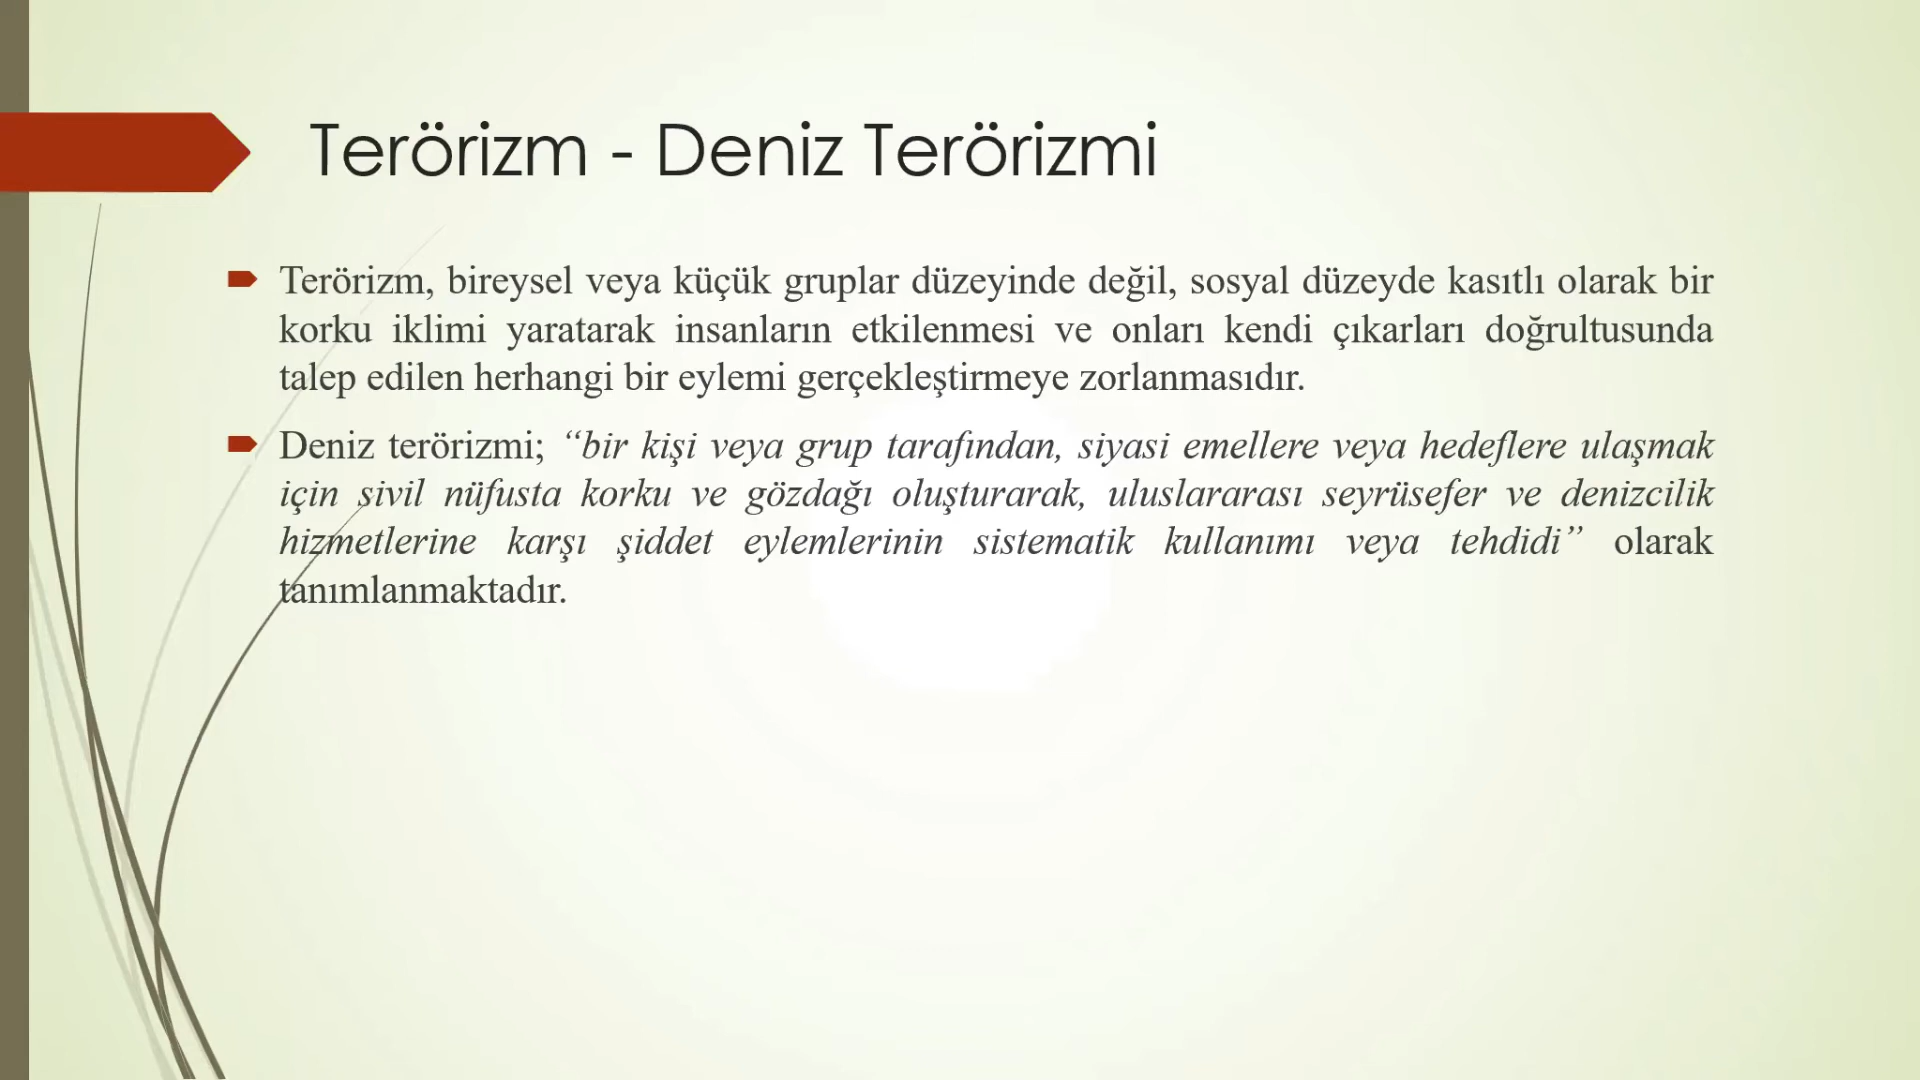 Terörizm - Deniz Terörizmi
Terörizm, bireysel veya küçük gruplar düzeyinde değil, sosyal düzeyde kasıtlı olarak bir
korku iklimi yaratarak insanların etkilenmesi ve onları kendi çıkarları doğrultusunda
talep edilen herhangi bir eylemi gerçekleştirmeye zorlanmasıdır.
Deniz terörizmi; “bir kişi veya grup tarafından, siyasi emellere veya hedeflere ulaşmak
için sivil nüfusta korku ve gözdağı oluşturarak, uluslararası seyrüsefer ve denizcilik
hizmetlerine karşı şiddet eylemlerinin sistematik kullanımı veya tehdidi” olarak
tanımlanmaktadır.